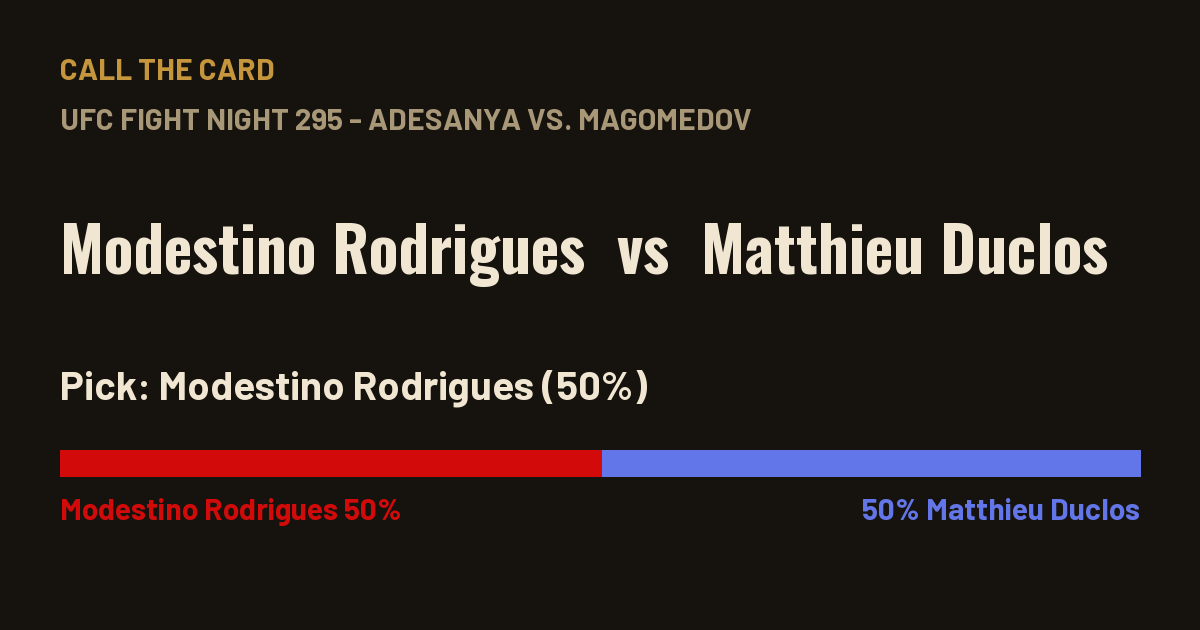 CALL THE CARD
UFC FIGHT NIGHT 295 - ADESANYA VS. MAGOMEDOV
Modestino Rodrigues vs Matthieu Duclos
Pick: Modestino Rodrigues (50%)
Modestino Rodrigues 50%
50% Matthieu Duclos